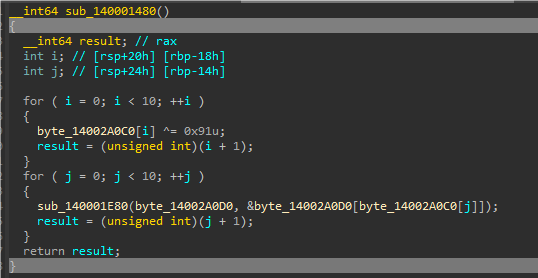 __int64 sub_140001480()
{
__int64 result; // rax
int i; // [rsp+20h] [rbp-18h]
int j; // [rsp+24h] [rbp-14h]
for ( i = 0; i < 10; ++i )
{
byte_14002A0C0[i] ^= 0x91u;
result = (unsigned int)(i + 1);
}
for ( j = 0; j < 10; ++j )
{
sub_140001E80(byte_14002A0D0, &byte_14002A0D0[byte_14002A0C0[j]]);
result = (unsigned int)(j + 1);
}
return result;
}